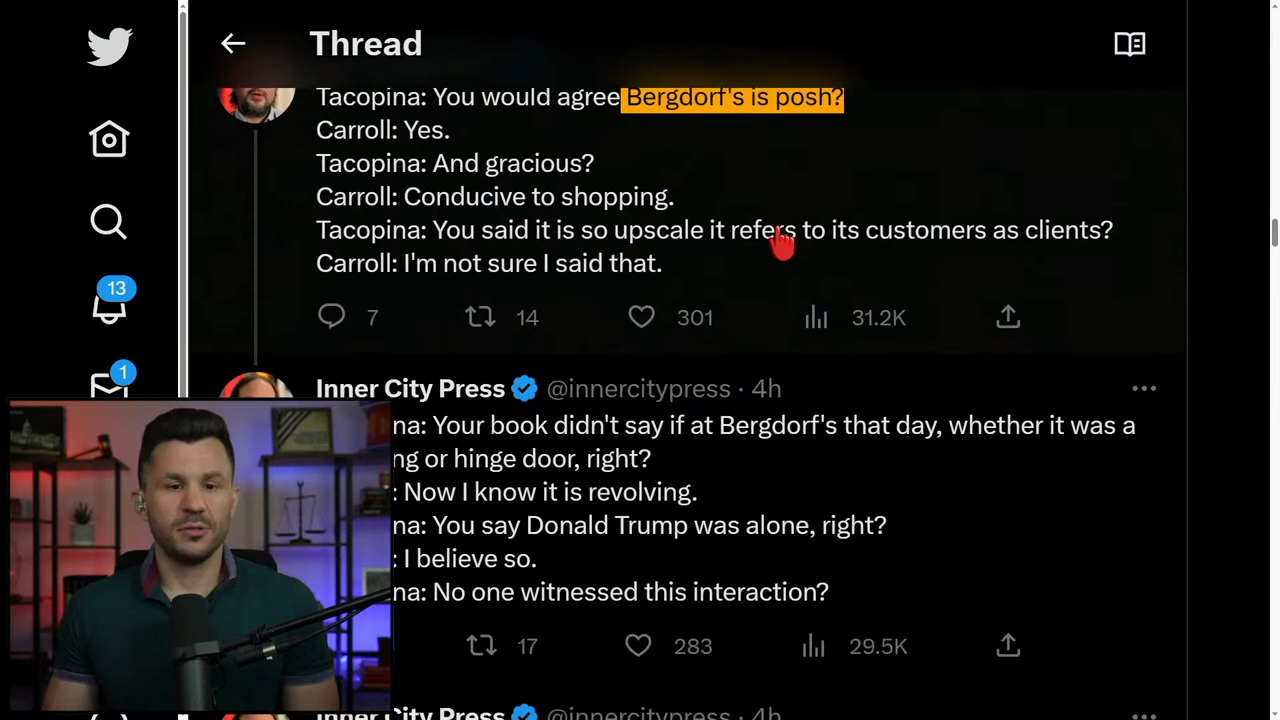 Thread
Tacopina: You would agree Bergdorf's is posh?
Carroll: Yes.
Tacopina: And gracious?
Carroll: Conducive to shopping.
Tacopina: You said it is so upscale it refers to its customers as clients?
Carroll: I'm not sure I said that.
7 14 301 31.2K
13
1
Inner City Press @innercitypress · 4h
na: Your book didn't say if at Bergdorf's that day, whether it was a
ng or hinge door, right?
: Now I know it is revolving.
na: You say Donald Trump was alone, right?
: I believe so.
na: No one witnessed this interaction?
17 283 29.5K
Inner City Press @innercitypress · 4h